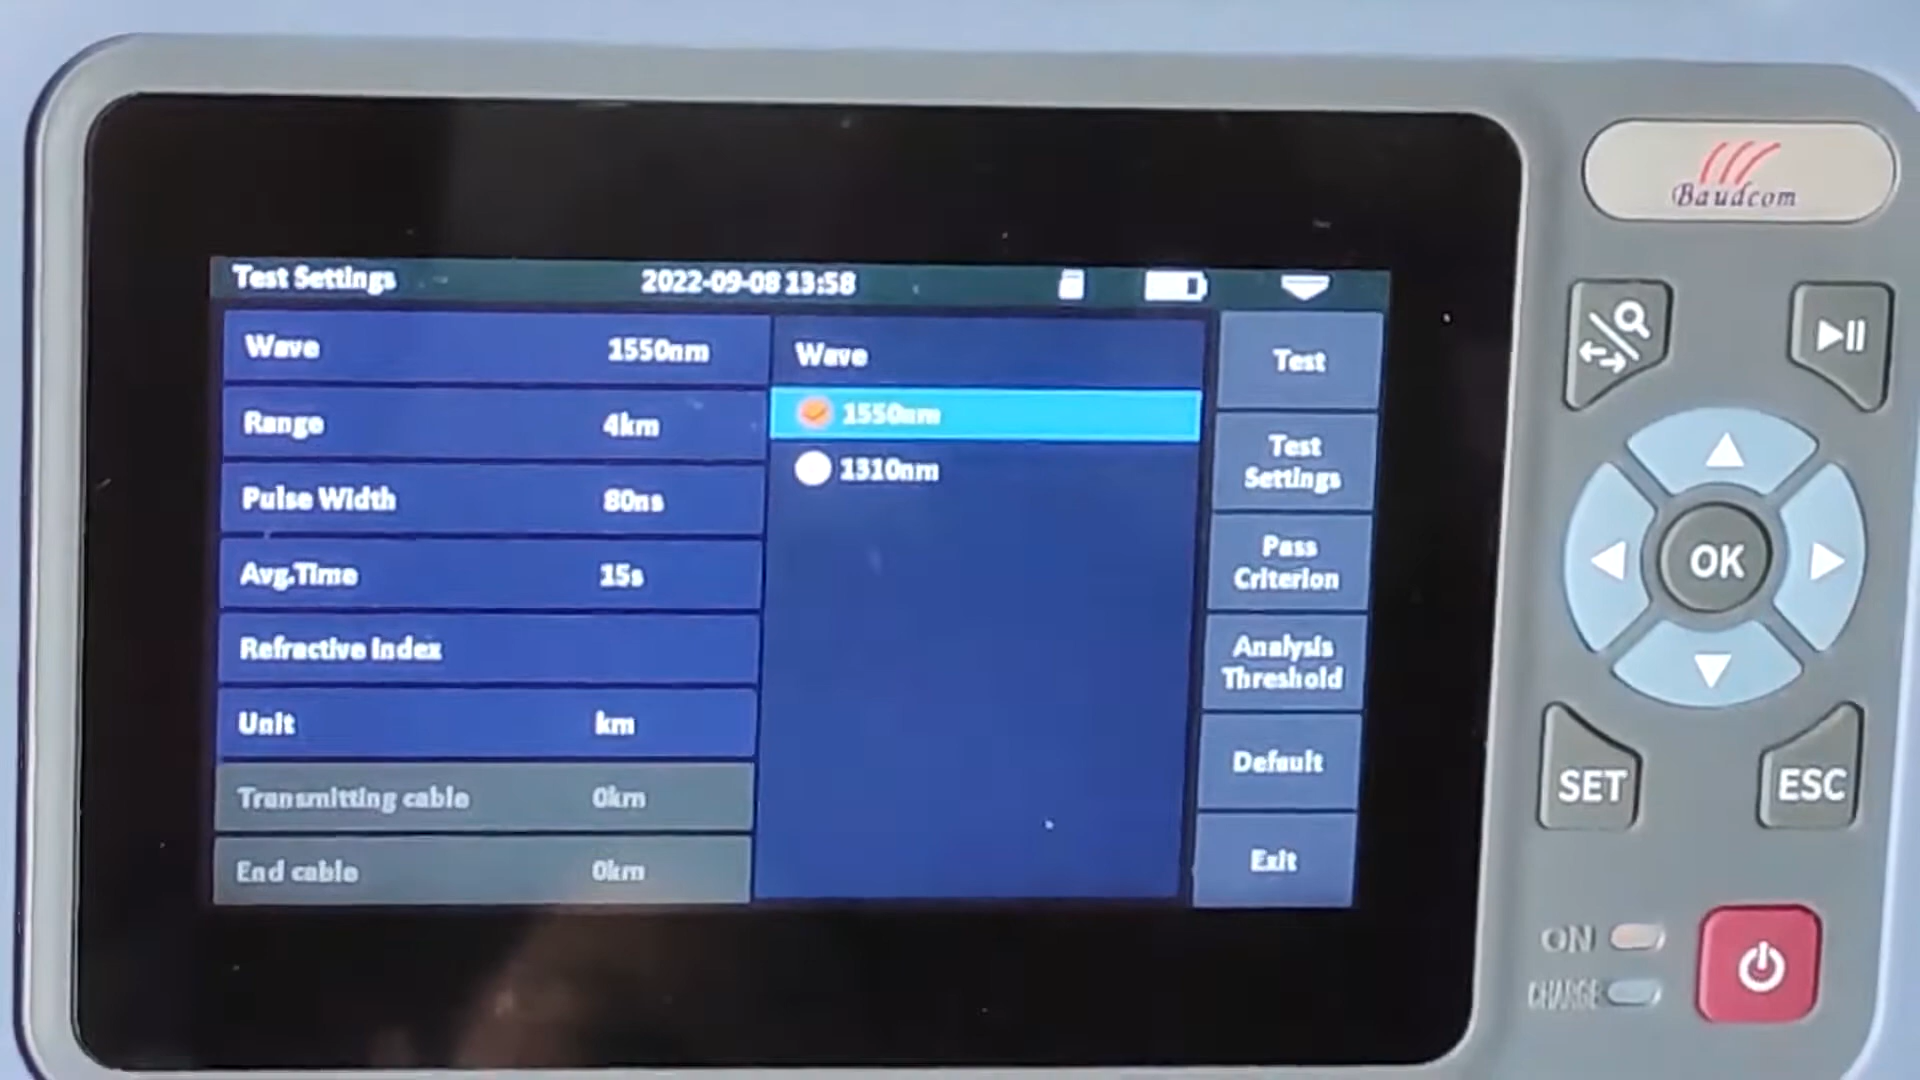 Baudcom
Test Settings 2022-09-08 13:58
Wave 1550nm
Range 4km
Pulse Width 80ns
Avg.Time 15s
Refractive Index
Unit km
Transmitting cable 0km
End cable 0km
Wave
1550nm
1310nm
Test
Test
Settings
Pass
Criterion
Analysis
Threshold
Default
Exit
OK
SET
ESC
ON
CHARGE